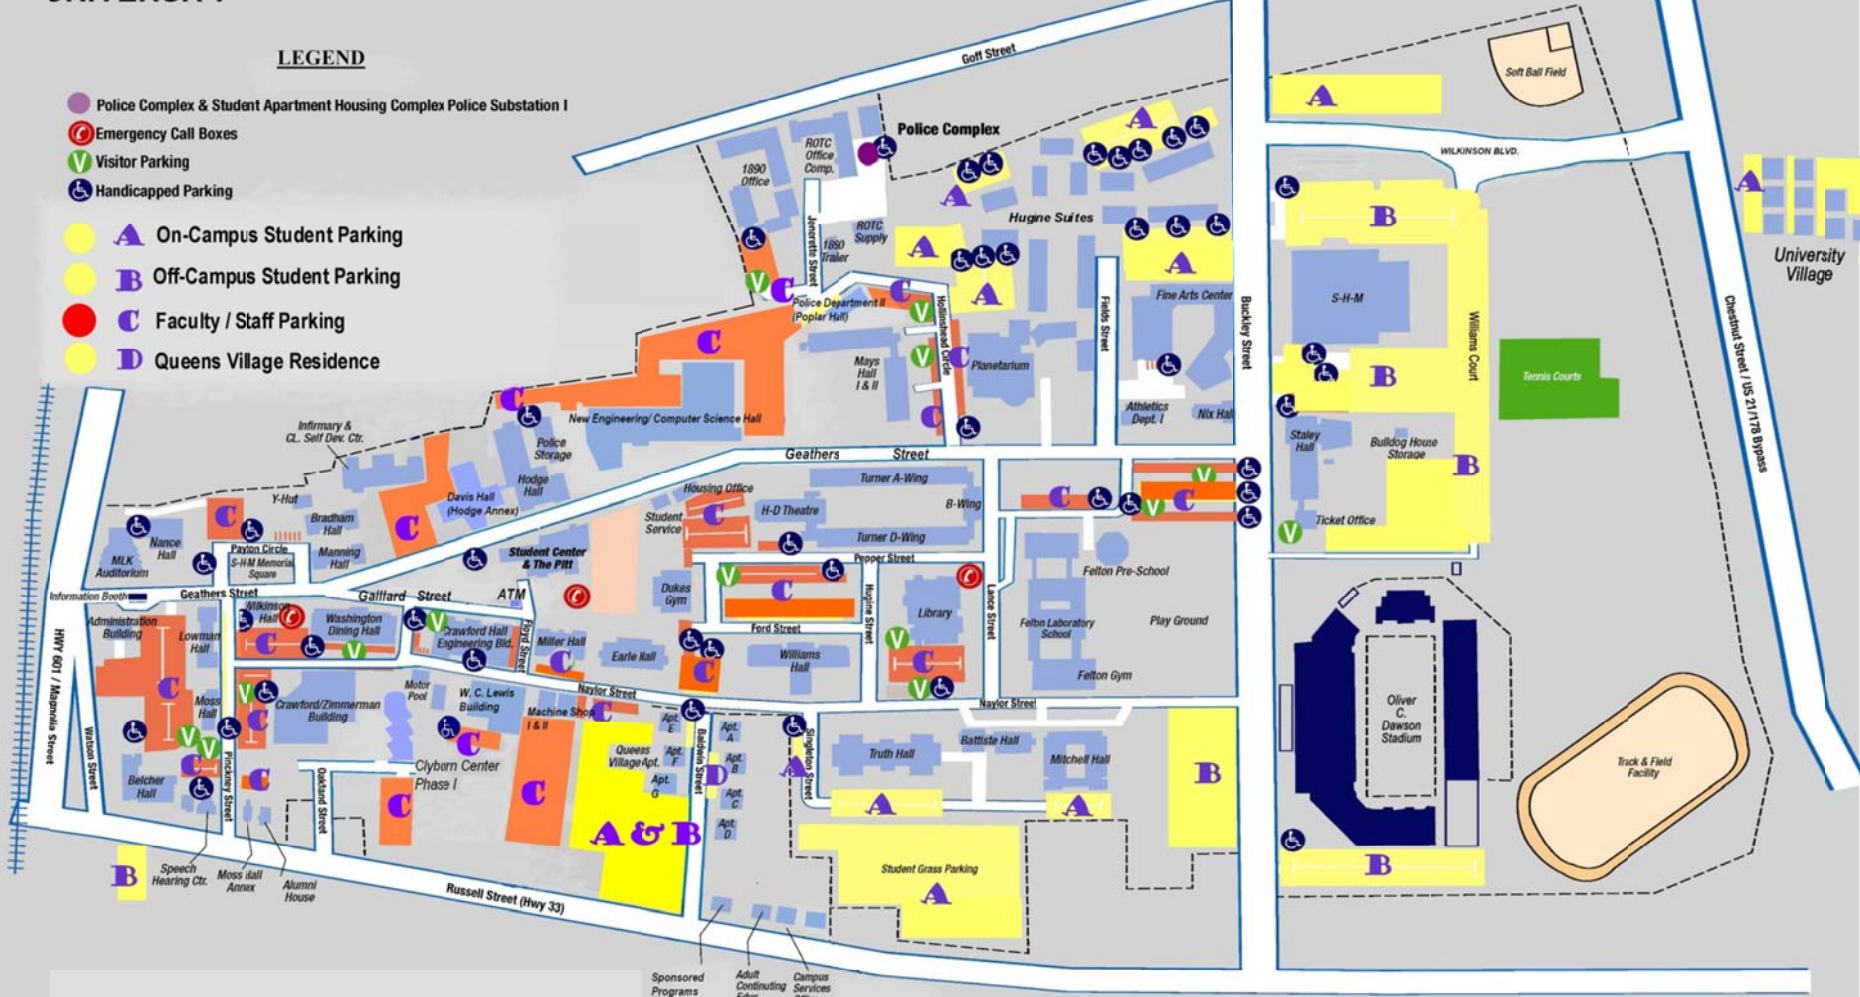 LEGEND
Police Complex & Student Apartment Housing Complex Police Substation I
Emergency Call Boxes
V Visitor Parking
Handicapped Parking
A On-Campus Student Parking
B Off-Campus Student Parking
C Faculty / Staff Parking
D Queens Village Residence
Goff Street
Soft Ball Field
A
WILKINSON BLVD.
Police Complex
ROTC
Office
Comp.
1890
Office
A
A
Hugine Suites
A
University
Village
Jenerette Street
ROTC
Supply
1890
Trailer
A
A
A
B
V
C
Police Department II
(Poplar Hill)
C
V
Hollinshead Circle
Fields Street
Fine Arts Center
Buckley Street
S-H-M
Williams Court
Chestnut Street / US 21/178 Bypass
C
Mays
Hall
I & II
V
C
Planetarium
B
Tennis Courts
C
New Engineering/ Computer Science Hall
C
Athletics
Dept. I
Nix Hall
Infirmary &
CL. Self Dev. Ctr.
Police
Storage
Staley
Hall
Bulldog House
Storage
B
Geathers Street
Hodge
Hall
Davis Hall
(Hodge Annex)
Housing Office
Turner A-Wing
V
C
C
V
Y-Hut
C
Bradham
Hall
C
Student
Service
C
H-D Theatre
B-Wing
Ticket Office
V
Nance
Hall
MLK
Auditorium
Payton Circle
S-H-M Memorial
Square
Manning
Hall
Student Center
& The Pitt
Turner D-Wing
Pepper Street
Felton Pre-School
Information Booth
Geathers Street
Gaillard Street
ATM
Dukes
Gym
V
C
Library
Hugine Street
Lance Street
Administration
Building
Lowman
Hall
Wilkinson
Hall
C
Washington
Dining Hall
V
V
Crawford Hall
Engineering Bld.
Floyd Street
Miller Hall
C
Earle Hall
Ford Street
Williams
Hall
V
C
V
Felton Laboratory
School
Play Ground
HWY 601 / Magnolia Street
C
C
Felton Gym
Moss
Hall
V
C
Crawford/Zimmerman
Building
Motor
Pool
W. C. Lewis
Building
Naylor Street
Machine Shop
I & II
C
Naylor Street
Oliver
C.
Dawson
Stadium
Watson Street
V
V
C
Belcher
Hall
Pinckney Street
C
Oakland Street
C
Clyburn Center
Phase I
C
C
Queens
Village Apt.
Apt.
E
Apt.
F
Apt.
G
Baldwin Street
Apt.
A
Apt.
B
D
Apt.
C
Apt.
D
Singleton Street
A
Truth Hall
Battiste Hall
Mitchell Hall
B
Track & Field
Facility
A
A
A & B
Student Grass Parking
A
B
B
Speech
Hearing Ctr.
Moss Hall
Annex
Alumni
House
Russell Street (Hwy 33)
Sponsored
Programs
Adult
Continuing
Campus
Services